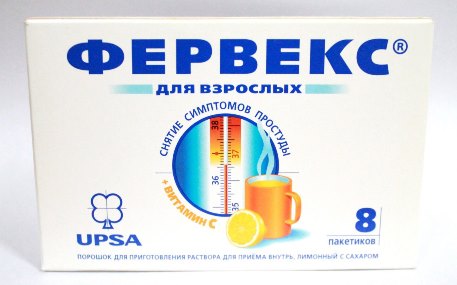 ФЕРВЕКС®
ДЛЯ ВЗРОСЛЫХ
СНЯТИЕ СИМПТОМОВ ПРОСТУДЫ
38
37
36
35
+ ВИТАМИН С
UPSA
8
пакетиков
ПОРОШОК ДЛЯ ПРИГОТОВЛЕНИЯ РАСТВОРА ДЛЯ ПРИЁМА ВНУТРЬ, ЛИМОННЫЙ С САХАРОМ